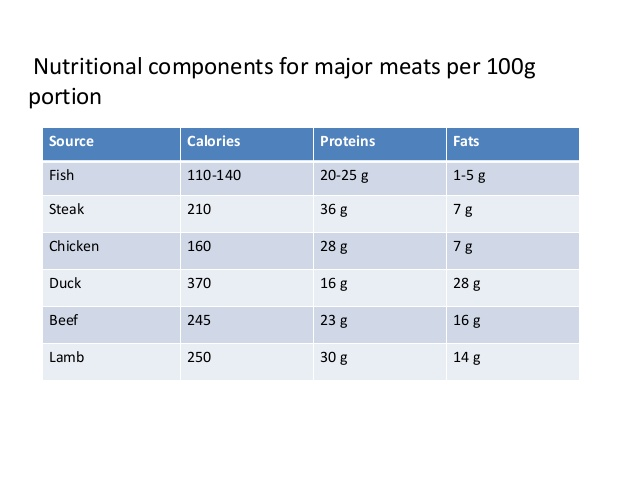 Nutritional components for major meats per 100g
portion
Source Calories Proteins Fats
Fish 110-140 20-25 g 1-5 g
Steak 210 36 g 7 g
Chicken 160 28 g 7 g
Duck 370 16 g 28 g
Beef 245 23 g 16 g
Lamb 250 30 g 14 g